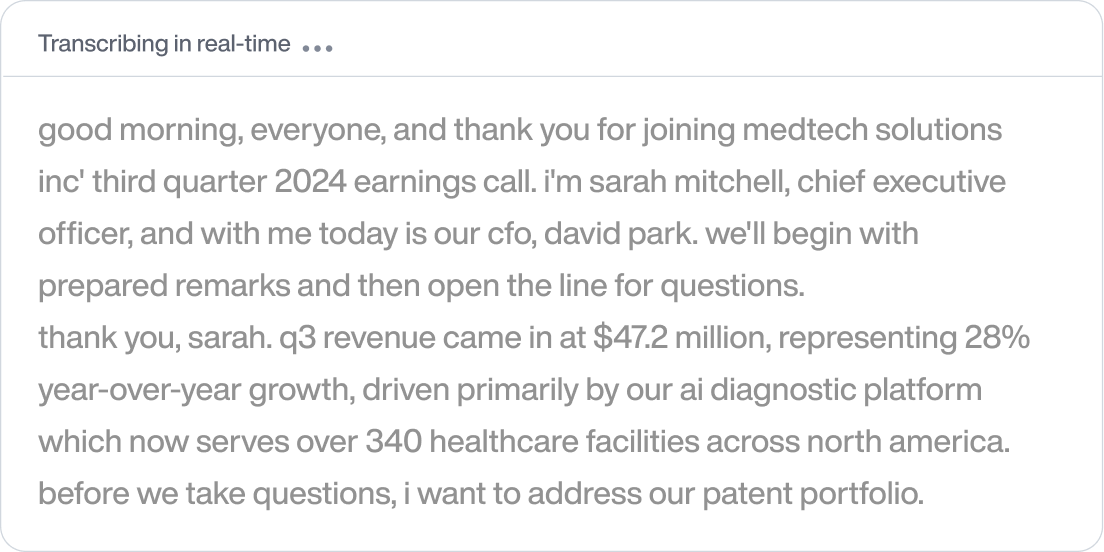 Transcribing in real-time ...
good morning, everyone, and thank you for joining medtech solutions
inc' third quarter 2024 earnings call. i'm sarah mitchell, chief executive
officer, and with me today is our cfo, david park. we'll begin with
prepared remarks and then open the line for questions.
thank you, sarah. q3 revenue came in at $47.2 million, representing 28%
year-over-year growth, driven primarily by our ai diagnostic platform
which now serves over 340 healthcare facilities across north america.
before we take questions, i want to address our patent portfolio.